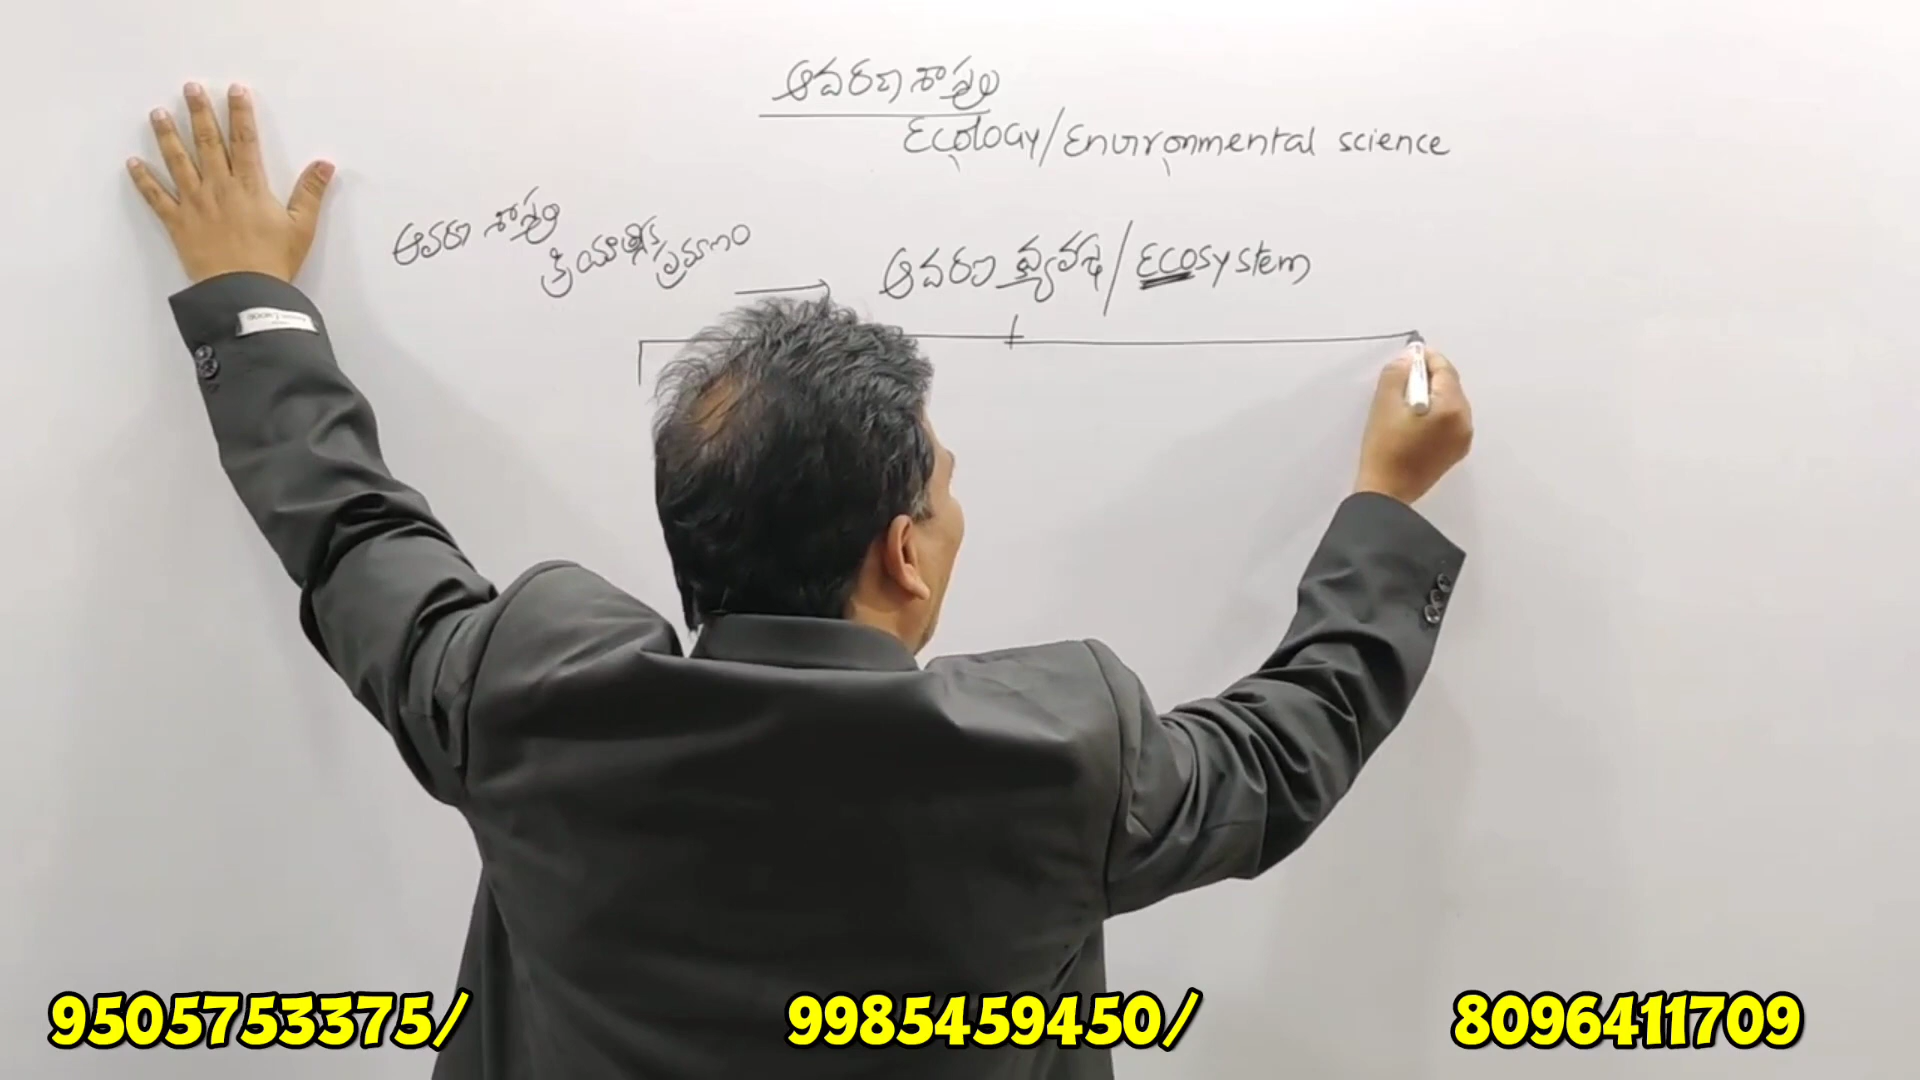 ఆవరణ శాస్త్రం
Ecology/Environmental science
ఆవరణ శాస్త్ర
క్రియాత్మక ప్రమాణం
ఆవరణ వ్యవస్థ/Ecosystem
9505753375/ 9985459450/ 8096411709